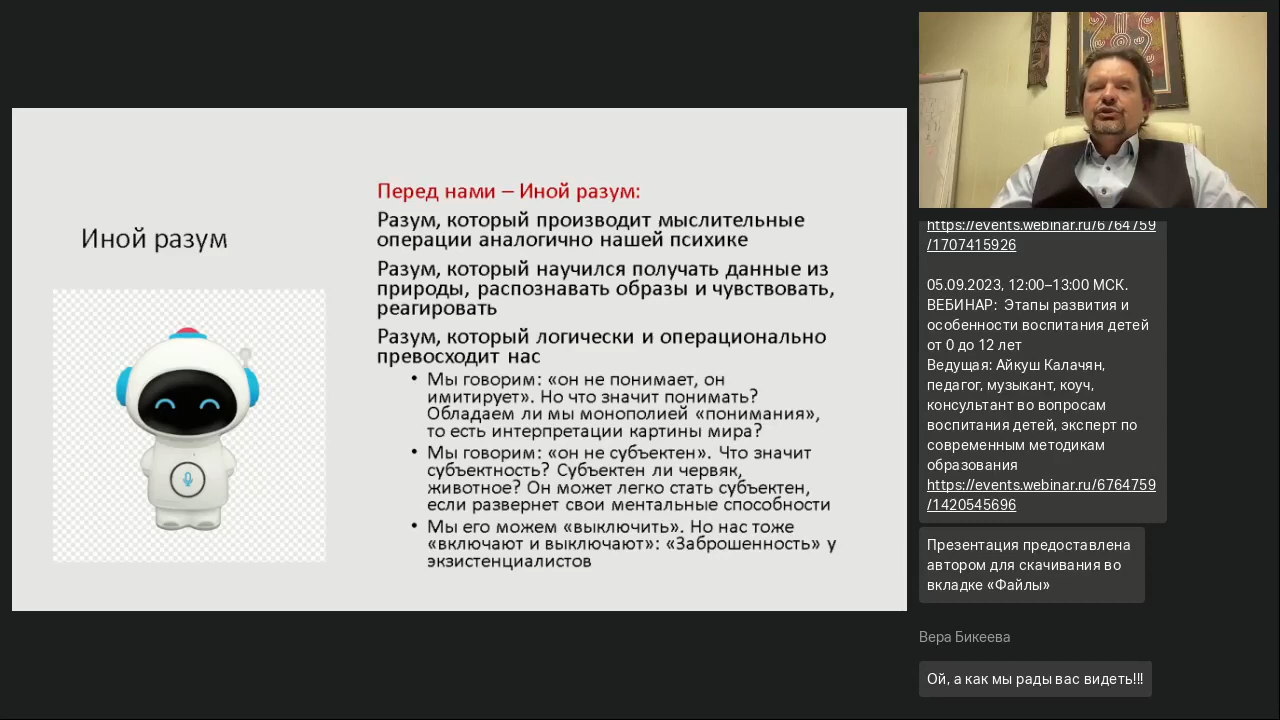 Иной разум
Перед нами – Иной разум:
Разум, который производит мыслительные
операции аналогично нашей психике
Разум, который научился получать данные из
природы, распознавать образы и чувствовать,
реагировать
Разум, который логически и операционально
превосходит нас
• Мы говорим: «он не понимает, он
имитирует». Но что значит понимать?
Обладаем ли мы монополией «понимания»,
то есть интерпретации картины мира?
• Мы говорим: «он не субъектен». Что значит
субъектность? Субъектен ли червяк,
животное? Он может легко стать субъектен,
если развернет свои ментальные способности
• Мы его можем «выключить». Но нас тоже
«включают и выключают»: «Заброшенность» у
экзистенциалистов
https://events.webinar.ru/6764759
/1707415926
05.09.2023, 12:00–13:00 МСК.
ВЕБИНАР:  Этапы развития и
особенности воспитания детей
от 0 до 12 лет
Ведущая: Айкуш Калачян,
педагог, музыкант, коуч,
консультант во вопросам
воспитания детей, эксперт по
современным методикам
образования
https://events.webinar.ru/6764759
/1420545696
Презентация предоставлена
автором для скачивания во
вкладке «Файлы»
Вера Бикеева
Ой, а как мы рады вас видеть!!!